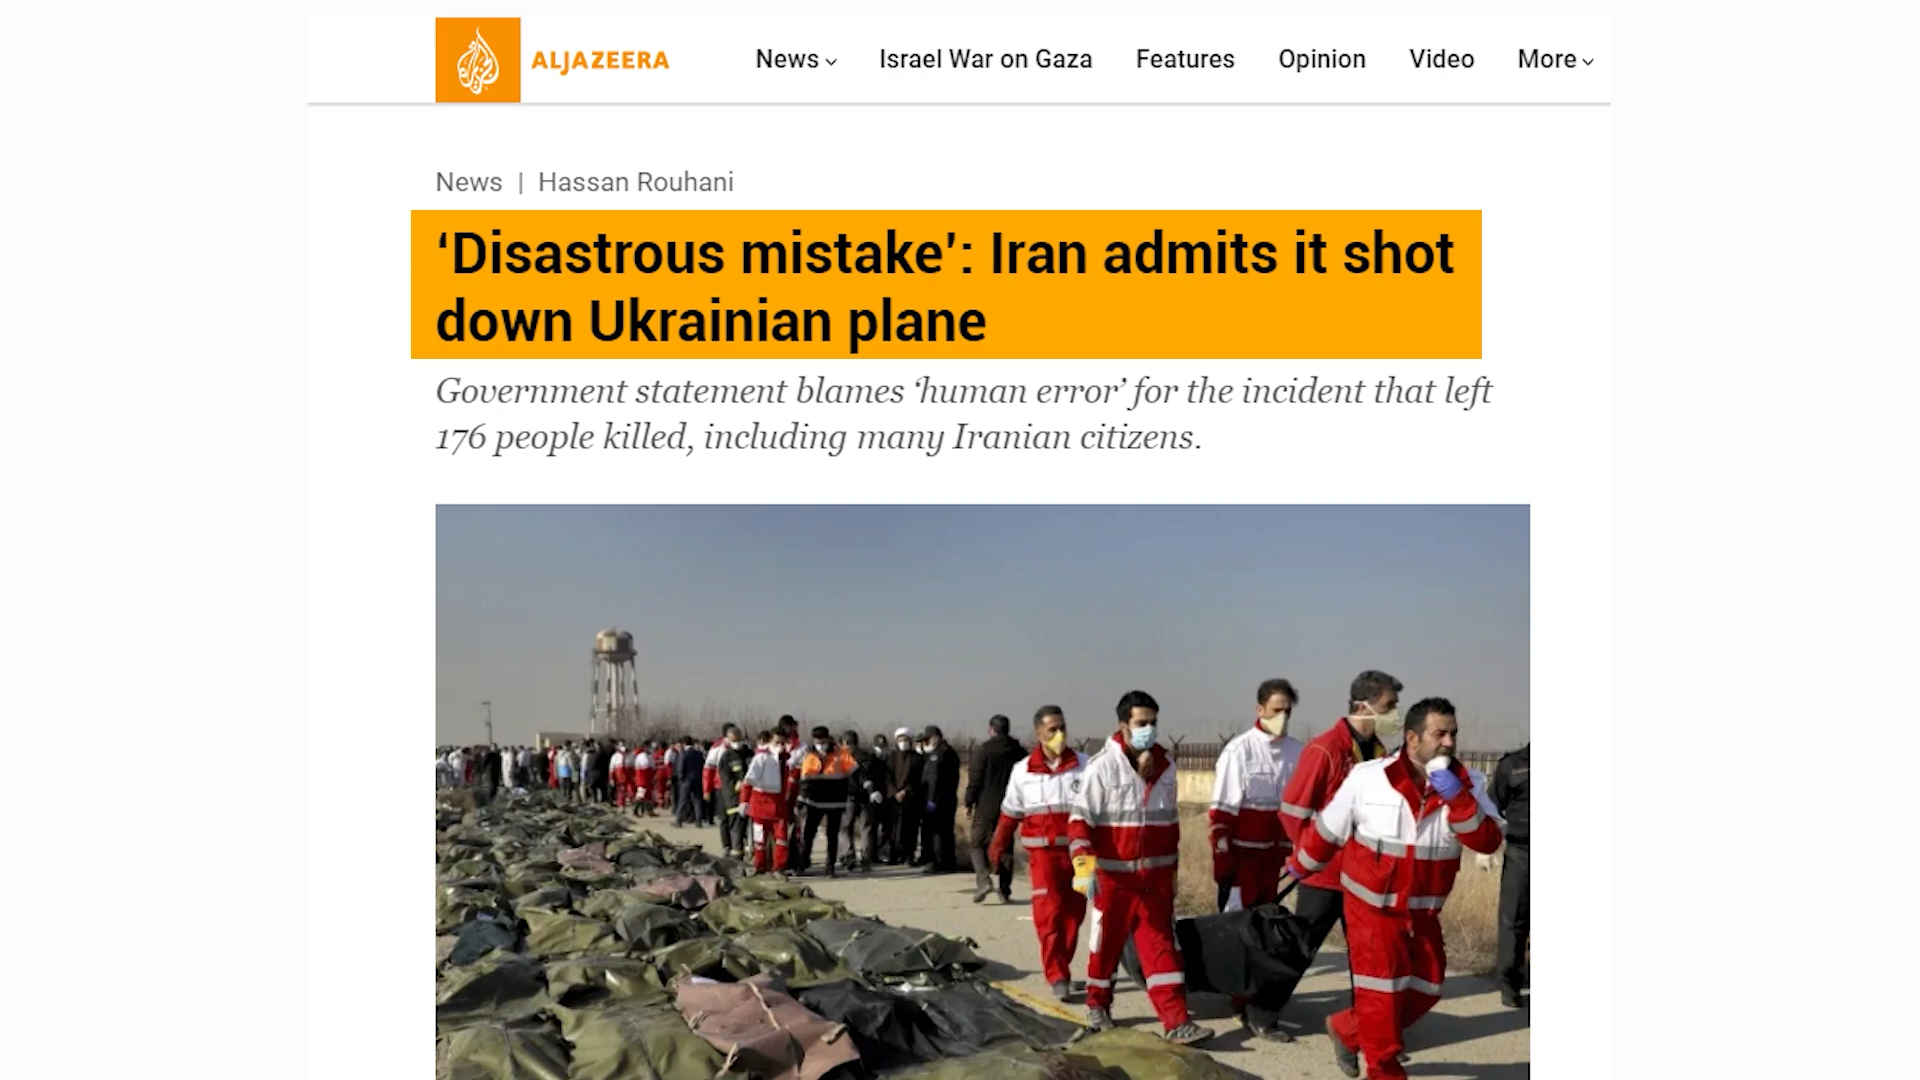 ALJAZEERA
News Israel War on Gaza Features Opinion Video More
News | Hassan Rouhani
‘Disastrous mistake’: Iran admits it shot
down Ukrainian plane
Government statement blames ‘human error’ for the incident that left
176 people killed, including many Iranian citizens.